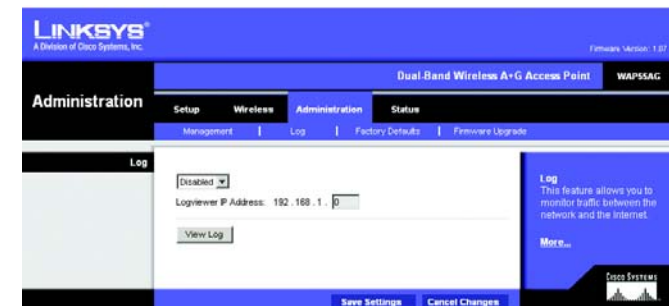 LINKSYS®
A Division of Cisco Systems, Inc.
Firmware Version: 1.07
Dual-Band Wireless A+G Access Point WAP55AG
Administration
Setup Wireless Administration Status
Management | Log | Factory Defaults | Firmware Upgrade
Log
Disabled
Logviewer IP Address: 192 . 168 . 1 . 0
View Log
Log
This feature allows you to
monitor traffic between the
network and the Internet.
More...
CISCO SYSTEMS
Save Settings Cancel Changes